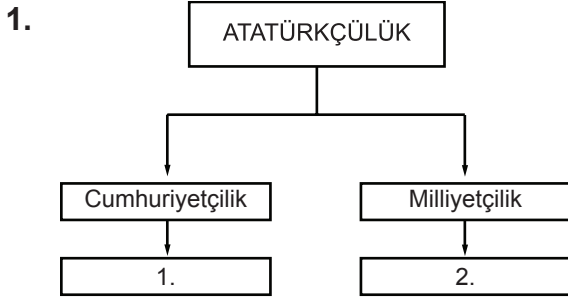 1.
ATATÜRKÇÜLÜK
Cumhuriyetçilik
Milliyetçilik
1.
2.